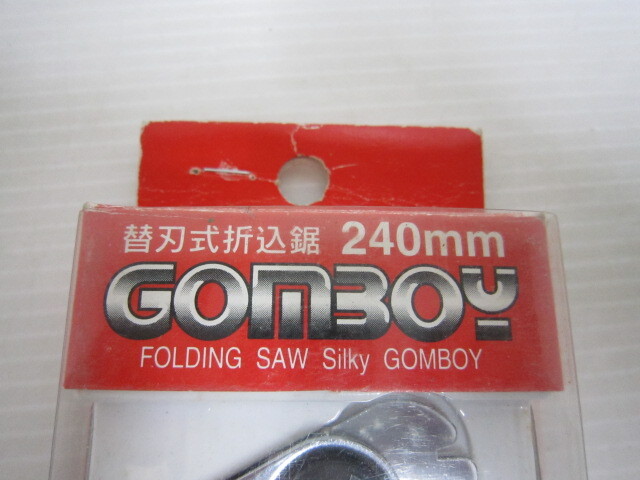 替刃式折込鋸 240mm
GOMBOY
FOLDING SAW Silky GOMBOY